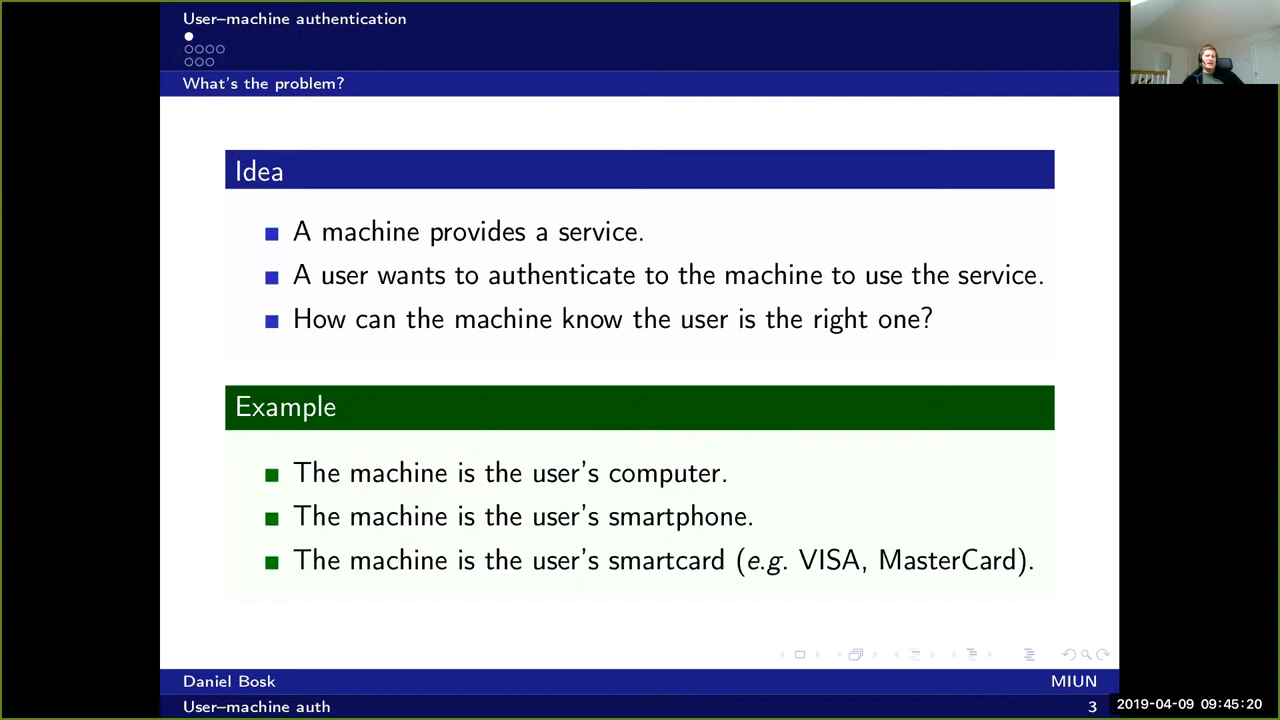 User–machine authentication
What's the problem?
Idea
A machine provides a service.
A user wants to authenticate to the machine to use the service.
How can the machine know the user is the right one?
Example
The machine is the user's computer.
The machine is the user's smartphone.
The machine is the user's smartcard (e.g. VISA, MasterCard).
Daniel Bosk
MIUN
User–machine auth
3
2019-04-09 09:45:20